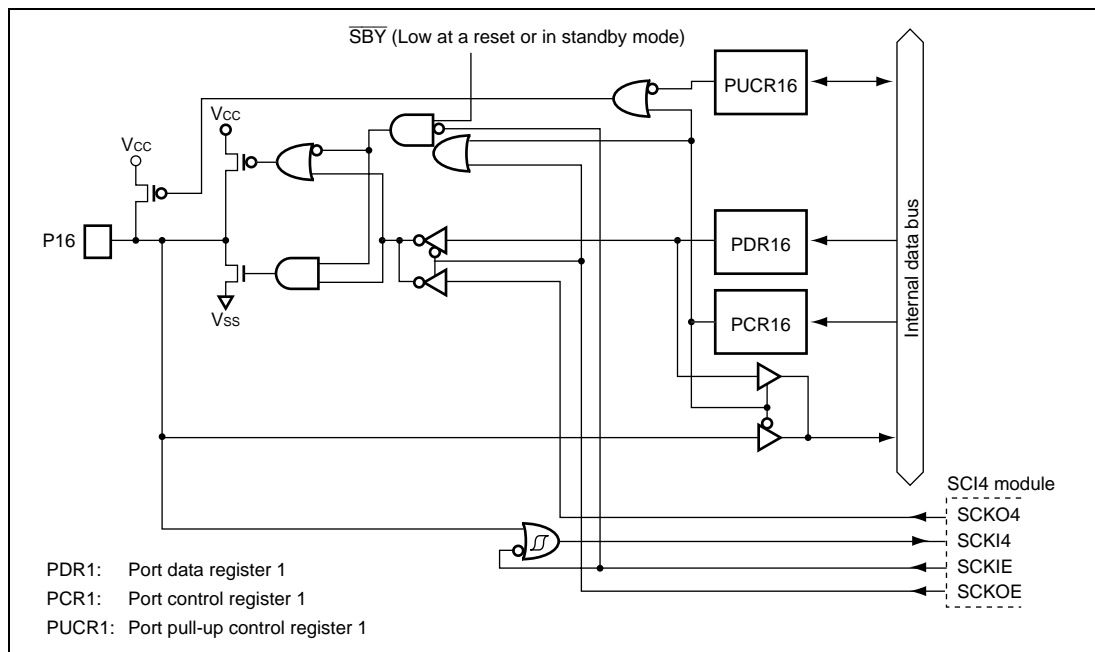 SBY (Low at a reset or in standby mode)
PUCR16
VCC
VCC
P16
PDR16
PCR16
VSS
Internal data bus
SCI4 module
SCKO4
SCKI4
SCKIE
SCKOE
PDR1: Port data register 1
PCR1: Port control register 1
PUCR1: Port pull-up control register 1